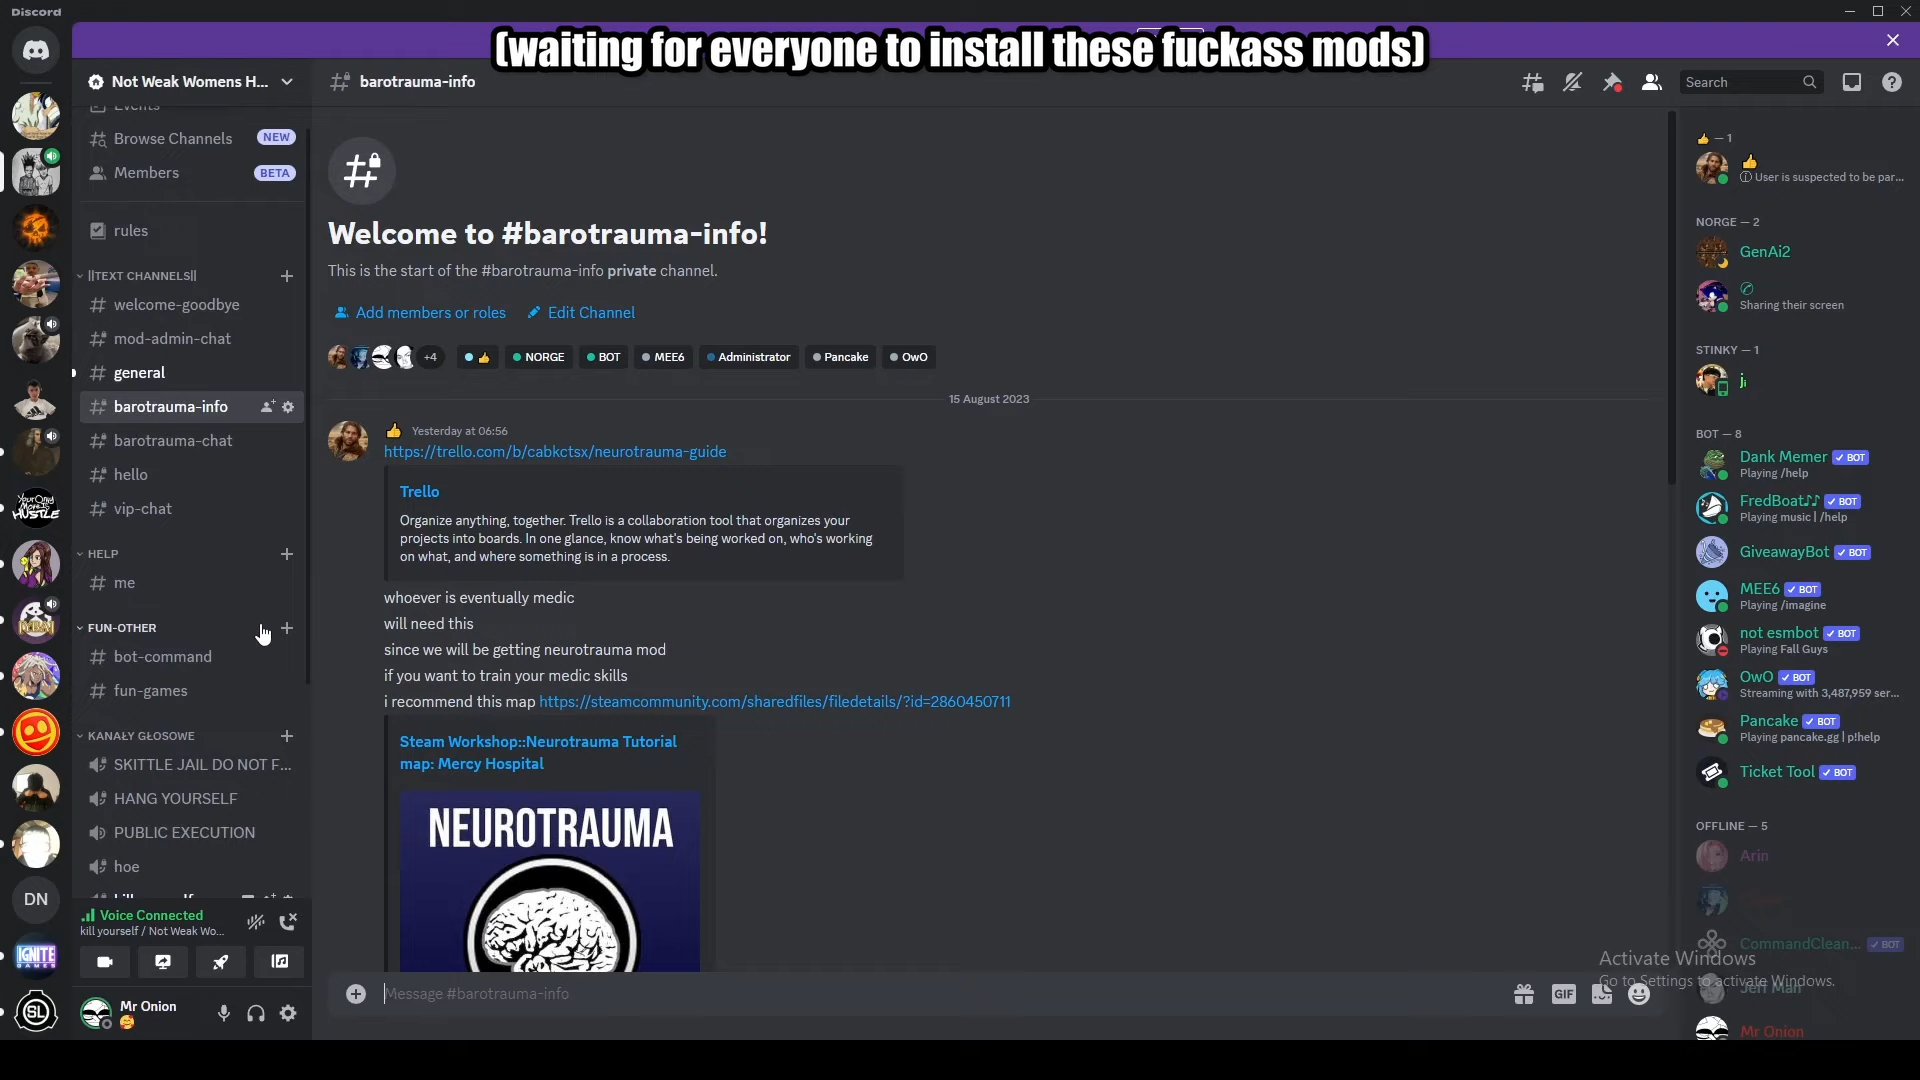 Discord
(waiting for everyone to install these fuckass mods)
Not Weak Womens H...
barotrauma-info
Search
Events
Browse Channels NEW
Members BETA
rules
||TEXT CHANNELS||
welcome-goodbye
mod-admin-chat
general
barotrauma-info
barotrauma-chat
hello
vip-chat
HELP
me
FUN-OTHER
bot-command
fun-games
KANAŁY GŁOSOWE
SKITTLE JAIL DO NOT F...
HANG YOURSELF
PUBLIC EXECUTION
hoe
Voice Connected
kill yourself / Not Weak Wo...
Mr Onion
YOUR ONLY
MOVE IS
HUSTLE
DN
IGNITE
GAMES
SL
Welcome to #barotrauma-info!
This is the start of the #barotrauma-info private channel.
Add members or roles Edit Channel
+4 👍 NORGE BOT MEE6 Administrator Pancake OwO
15 August 2023
👍 Yesterday at 06:56
https://trello.com/b/cabkctsx/neurotrauma-guide
Trello
Organize anything, together. Trello is a collaboration tool that organizes your
projects into boards. In one glance, know what's being worked on, who's working
on what, and where something is in a process.
whoever is eventually medic
will need this
since we will be getting neurotrauma mod
if you want to train your medic skills
i recommend this map https://steamcommunity.com/sharedfiles/filedetails/?id=2860450711
Steam Workshop::Neurotrauma Tutorial
map: Mercy Hospital
NEUROTRAUMA
Message #barotrauma-info
GIF
👍 — 1
👍
User is suspected to be par...
NORGE — 2
GenAi2
Sharing their screen
STINKY — 1
jᵢ
BOT — 8
Dank Memer BOT
Playing /help
FredBoat♪♪ BOT
Playing music | /help
GiveawayBot BOT
MEE6 BOT
Playing /imagine
not esmbot BOT
Playing Fall Guys
OwO BOT
Streaming with 3,487,959 ser...
Pancake BOT
Playing pancake.gg | p!help
Ticket Tool BOT
OFFLINE — 5
Arin
CommandClean... BOT
Activate Windows
Go to Settings to activate Windows.
Jeff Man
Mr Onion